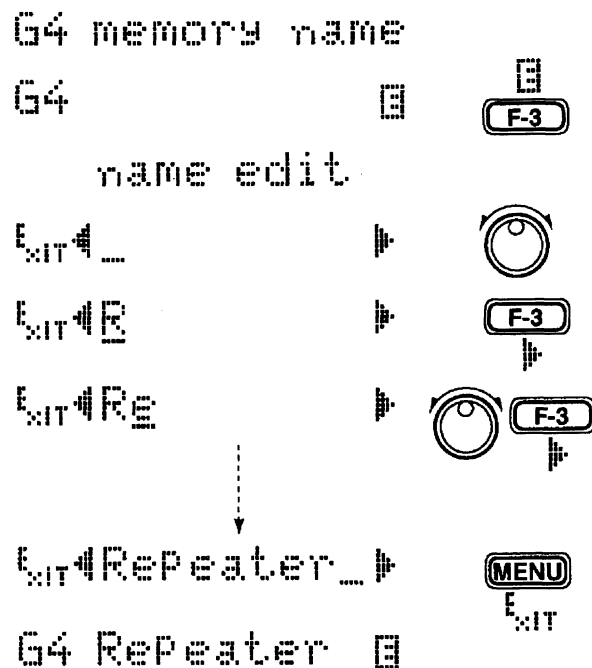 G4 memory name
E
G4 E F-3
name edit
EXIT _
EXIT R F-3
EXIT Re F-3
EXIT Repeater_ MENU
EXIT
G4 Repeater E